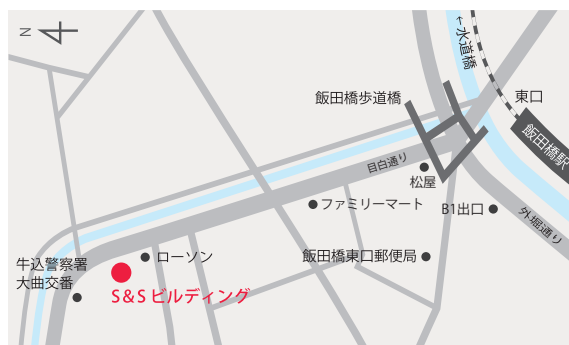 N
←水道橋
東口
飯田橋歩道橋
飯田橋駅
目白通り
松屋
ファミリーマート
B1出口
外堀通り
牛込警察署
大曲交番
ローソン
飯田橋東口郵便局
S&Sビルディング